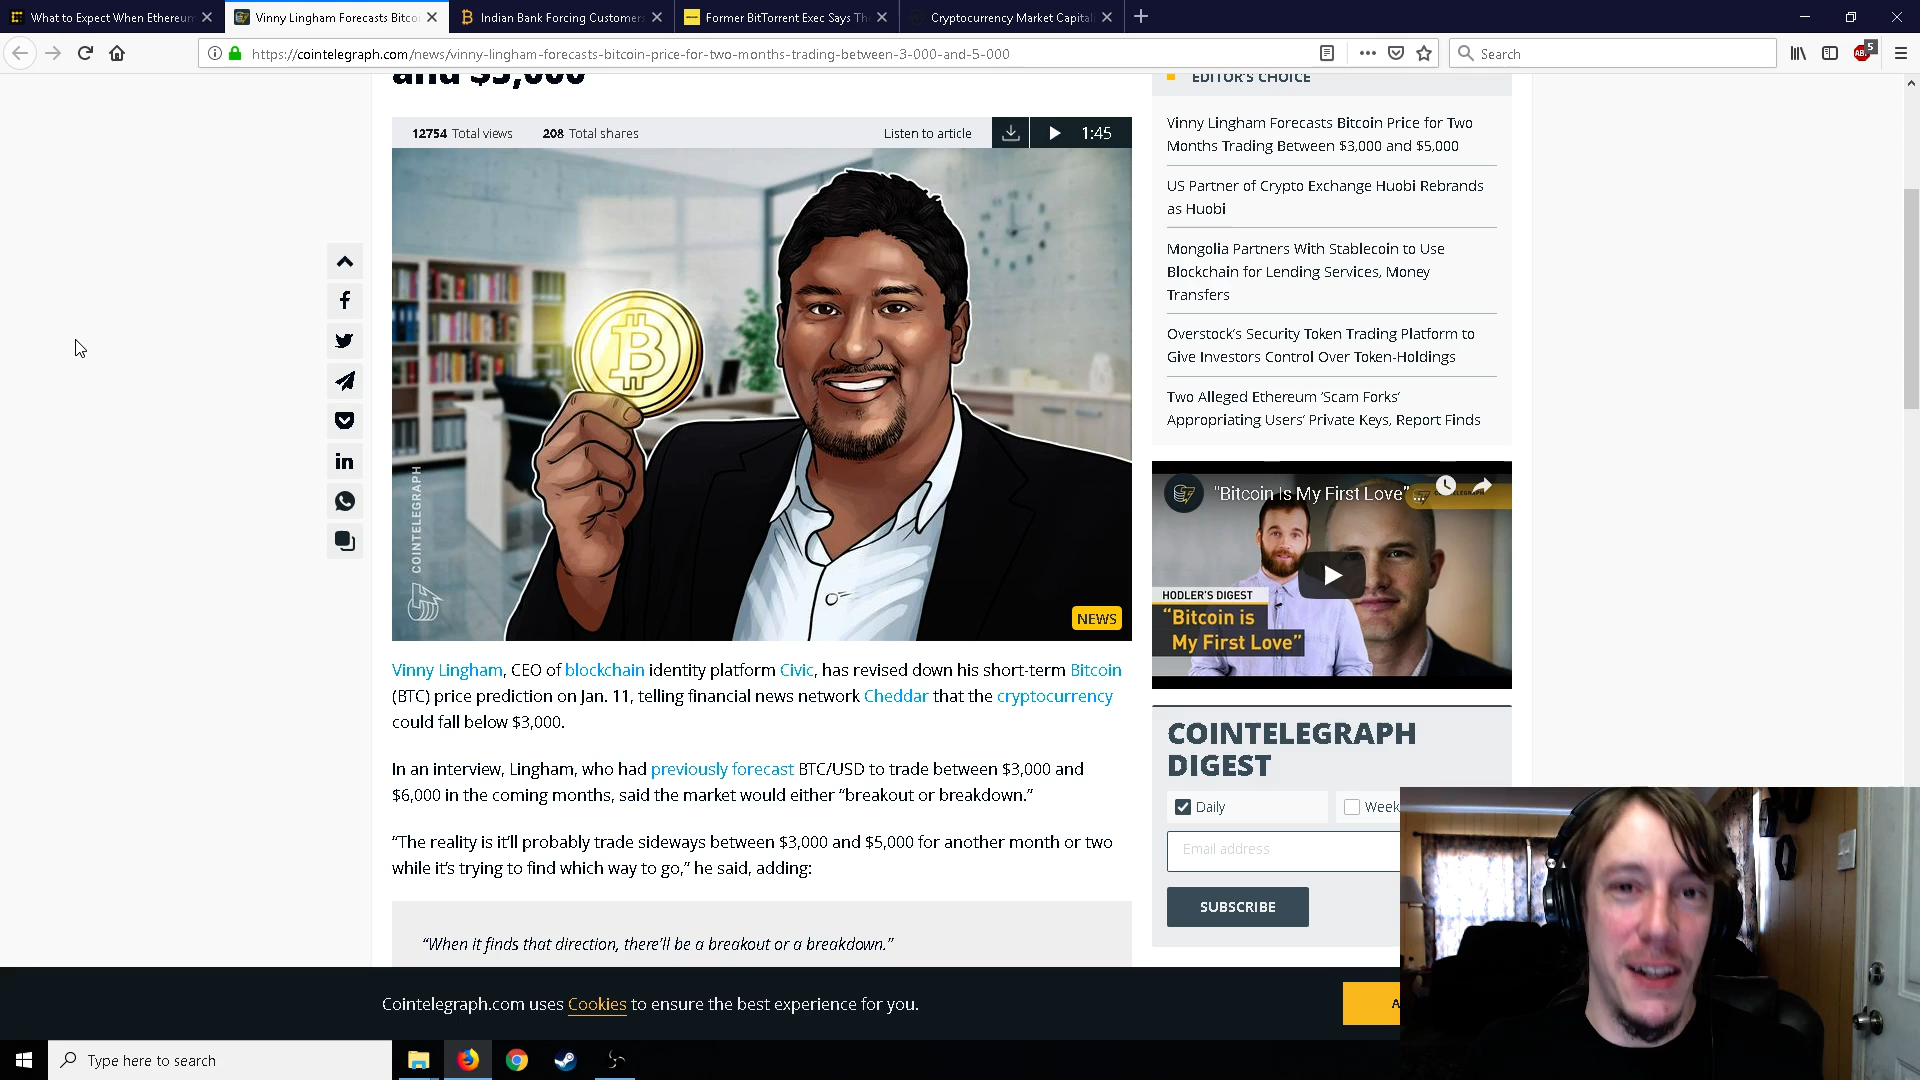 What to Expect When Ethereum
Vinny Lingham Forecasts Bitco
Indian Bank Forcing Customers
Former BitTorrent Exec Says Th
Cryptocurrency Market Capital
https://cointelegraph.com/news/vinny-lingham-forecasts-bitcoin-price-for-two-months-trading-between-3-000-and-5-000
Search
5
and $5,000
12754 Total views 208 Total shares Listen to article 1:45
COINTELEGRAPH
NEWS
Vinny Lingham, CEO of blockchain identity platform Civic, has revised down his short-term Bitcoin
(BTC) price prediction on Jan. 11, telling financial news network Cheddar that the cryptocurrency
could fall below $3,000.
In an interview, Lingham, who had previously forecast BTC/USD to trade between $3,000 and
$6,000 in the coming months, said the market would either “breakout or breakdown.”
“The reality is it’ll probably trade sideways between $3,000 and $5,000 for another month or two
while it’s trying to find which way to go,” he said, adding:
“When it finds that direction, there’ll be a breakout or a breakdown.”
EDITOR’S CHOICE
Vinny Lingham Forecasts Bitcoin Price for Two
Months Trading Between $3,000 and $5,000
US Partner of Crypto Exchange Huobi Rebrands
as Huobi
Mongolia Partners With Stablecoin to Use
Blockchain for Lending Services, Money
Transfers
Overstock’s Security Token Trading Platform to
Give Investors Control Over Token-Holdings
Two Alleged Ethereum ‘Scam Forks’
Appropriating Users’ Private Keys, Report Finds
"Bitcoin Is My First Love" ...
HODLER'S DIGEST
“Bitcoin is
My First Love”
COINTELEGRAPH
DIGEST
Daily
Week
Email address
SUBSCRIBE
Cointelegraph.com uses Cookies to ensure the best experience for you.
A
Type here to search